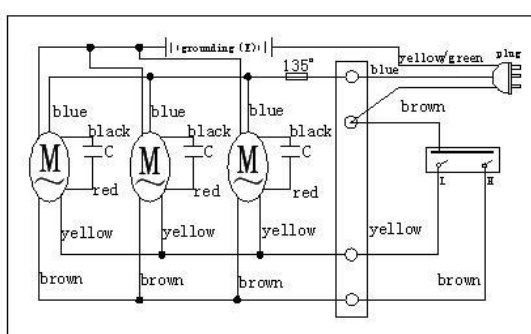 grounding (E)
plug
yellow/green
135°
blue
brown
blue
blue
blue
black
black
black
M
C
M
C
M
C
red
red
red
L
H
yellow
yellow
yellow
yellow
brown
brown
brown
brown